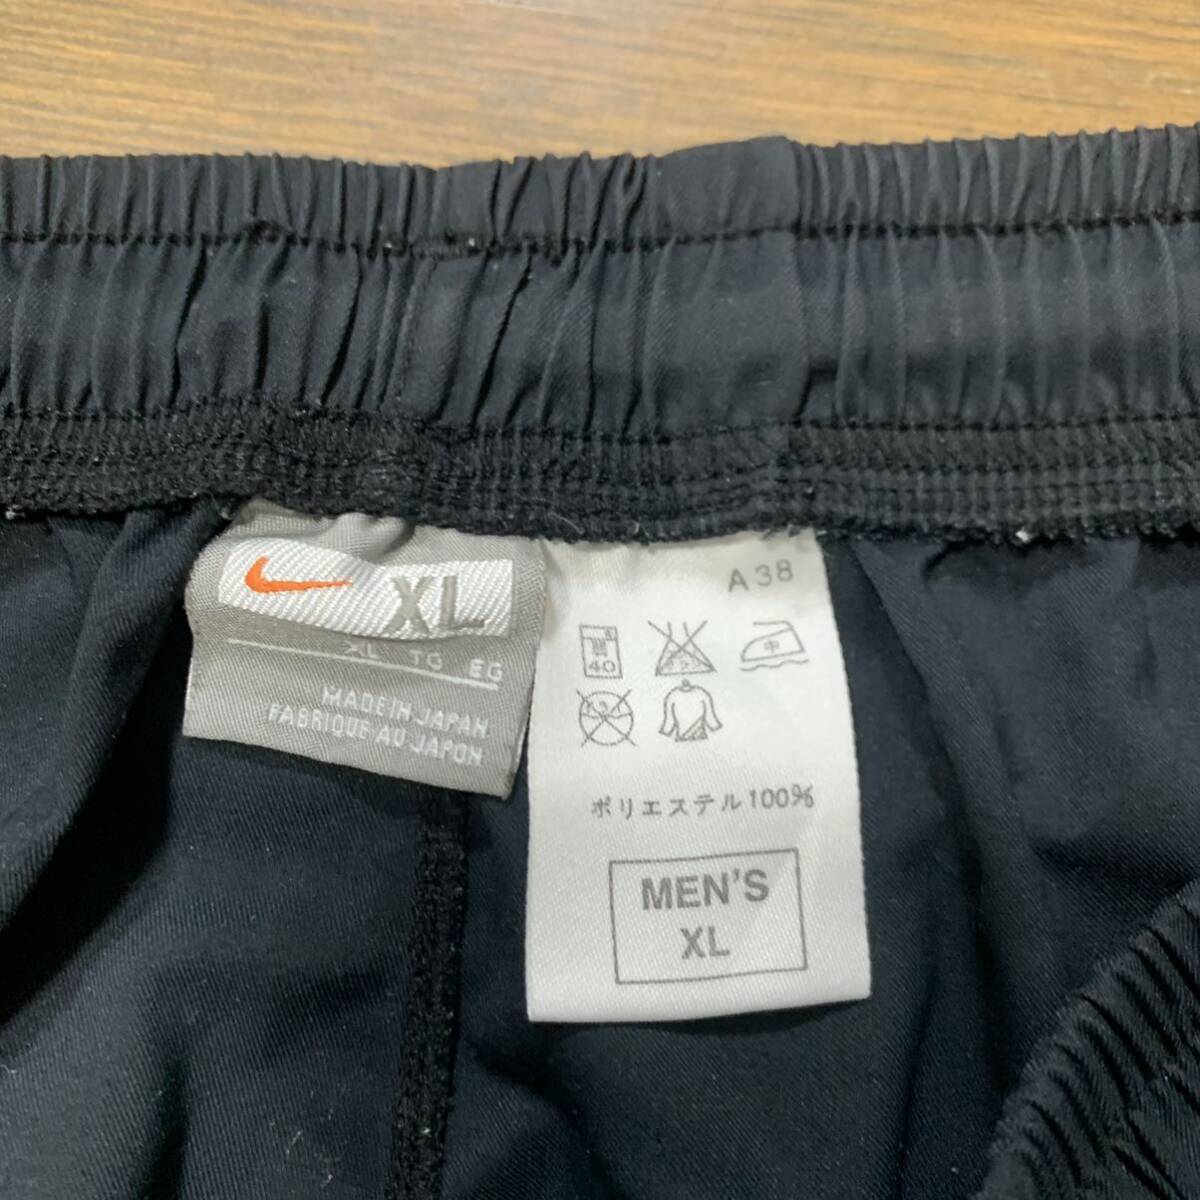 XL
XL TG EG
MADE IN JAPAN
FABRIQUE AU JAPON
A38
40
中
ポリエステル100%
MEN'S
XL